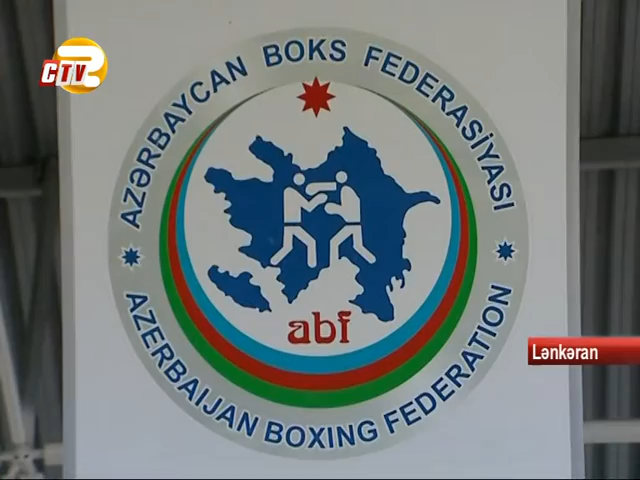 CTV
AZƏRBAYCAN BOKS FEDERASİYASI
abf
AZERBAIJAN BOXING FEDERATION
Lənkəran